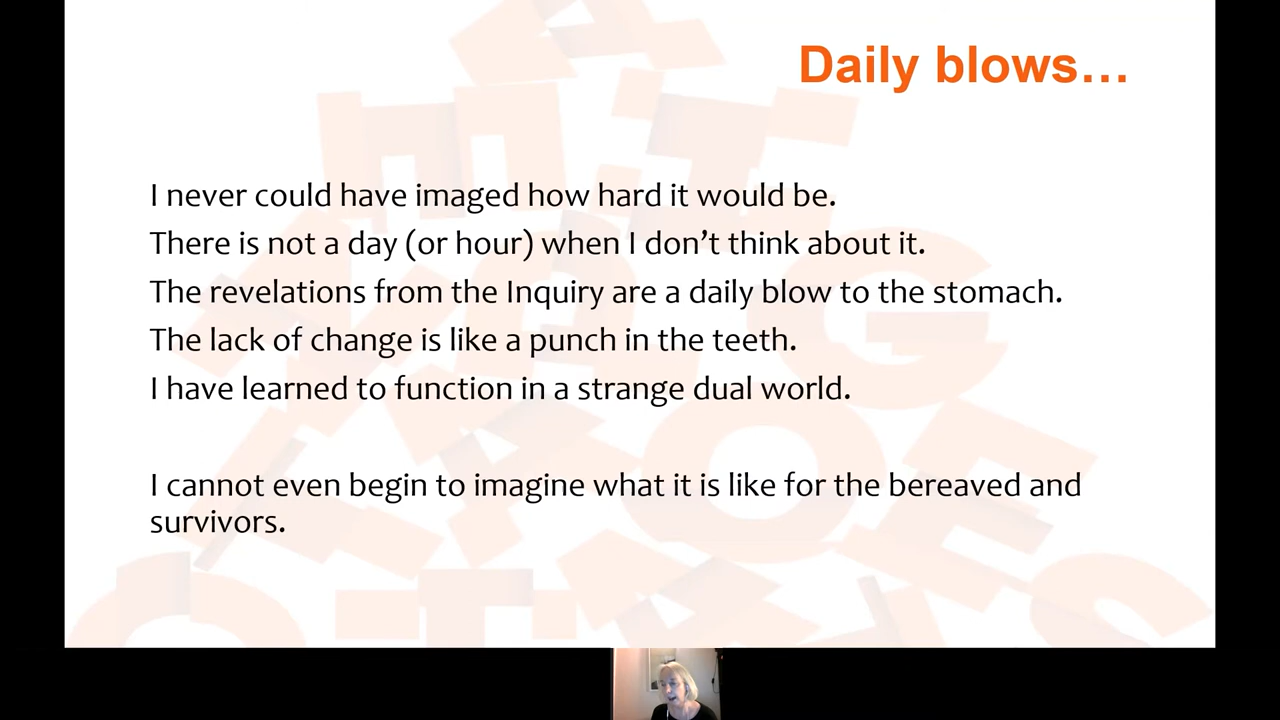 Daily blows…
I never could have imaged how hard it would be.
There is not a day (or hour) when I don’t think about it.
The revelations from the Inquiry are a daily blow to the stomach.
The lack of change is like a punch in the teeth.
I have learned to function in a strange dual world.
I cannot even begin to imagine what it is like for the bereaved and
survivors.